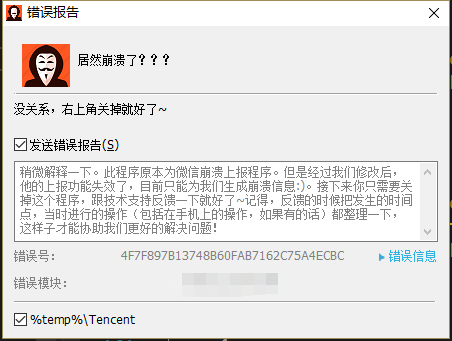 错误报告
居然崩溃了？？？
没关系，右上角关掉就好了~
发送错误报告(S)
稍微解释一下。此程序原本为微信崩溃上报程序。但是经过我们修改后，
他的上报功能失效了，目前只能为我们生成崩溃信息:)。接下来你只需要关
掉这个程序，跟技术支持反馈一下就好了~记得，反馈的时候把发生的时间
点，当时进行的操作（包括在手机上的操作，如果有的话）都整理一下，
这样子才能协助我们更好的解决问题！
错误号： 4F7F897B13748B60FAB7162C75A4ECBC 错误信息
错误模块：
%temp%\Tencent